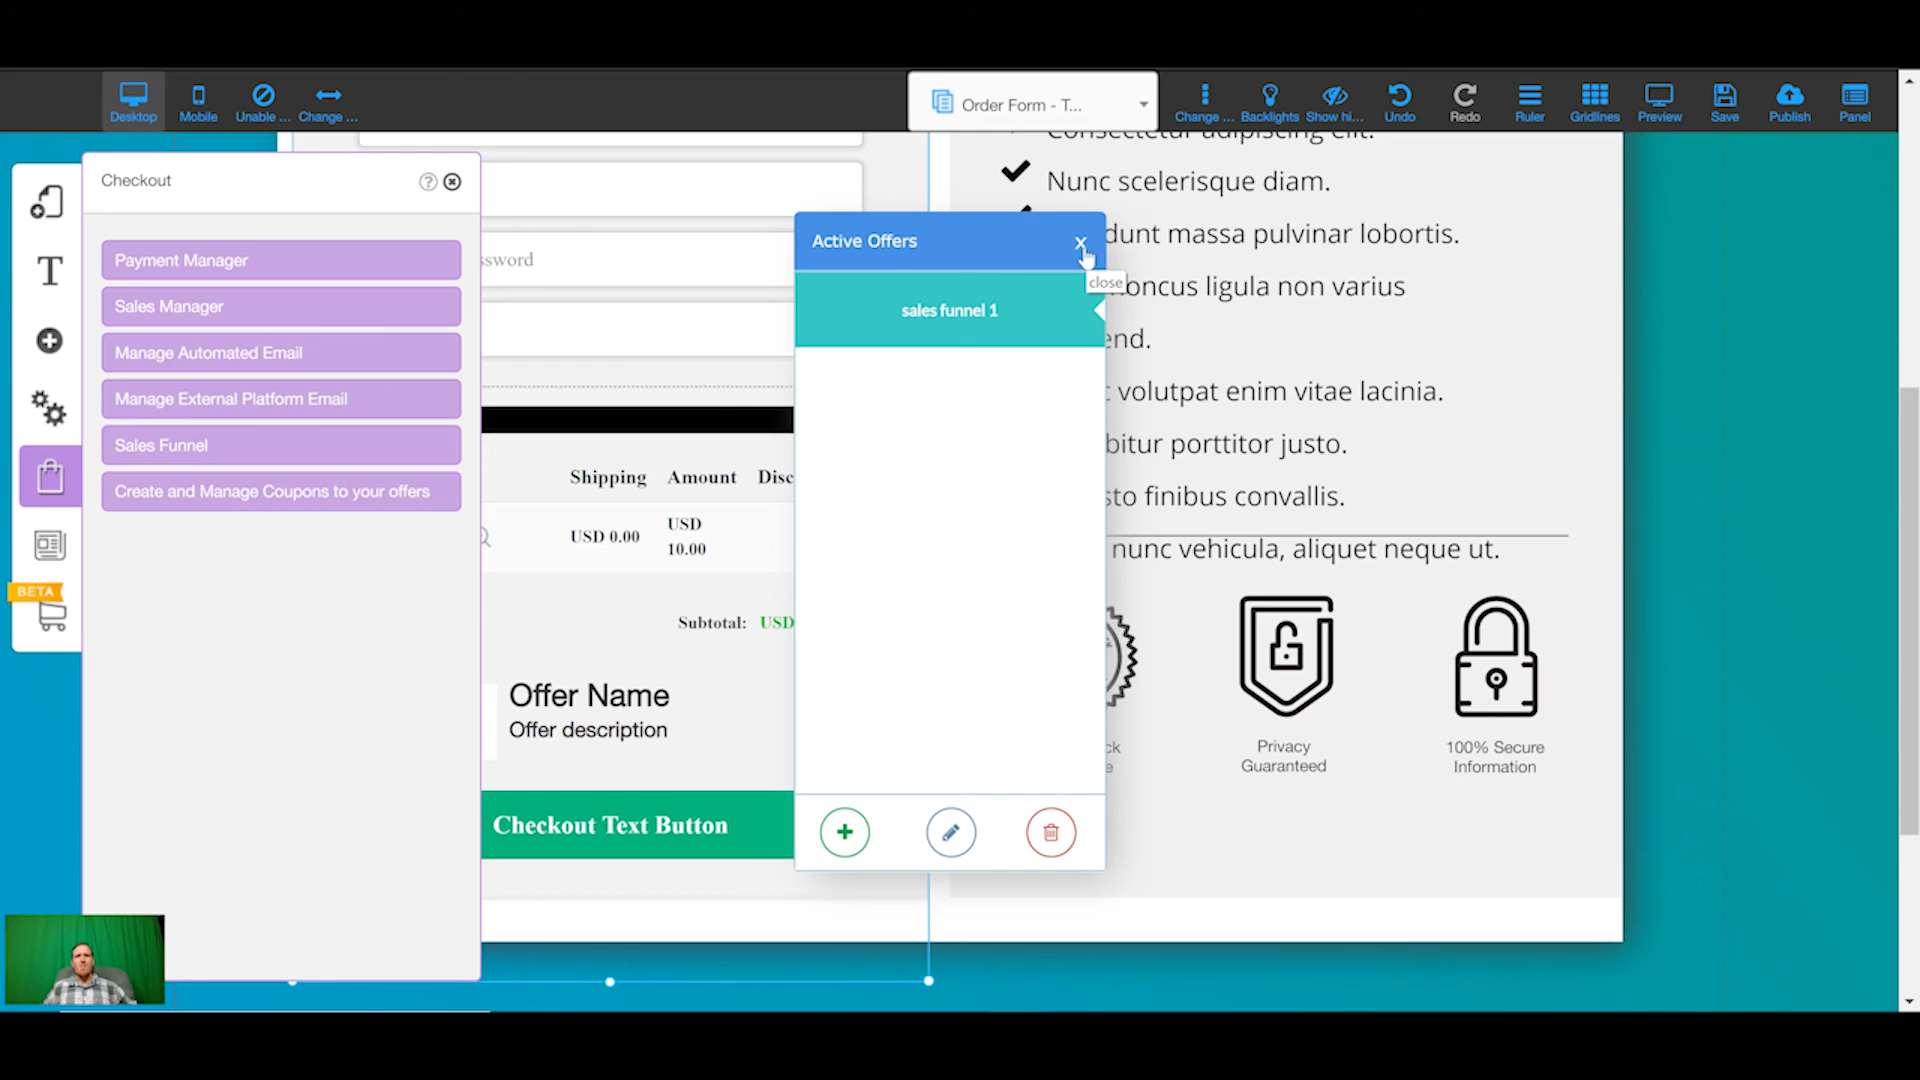 Desktop
Mobile
Unable ...
Change ...
Order Form - T...
Change ...
Backlights
Show hi...
Undo
Redo
Ruler
Gridlines
Preview
Save
Publish
Panel
Checkout
?
Payment Manager
Sales Manager
Manage Automated Email
Manage External Platform Email
Sales Funnel
Create and Manage Coupons to your offers
T
BETA
ssword
Shipping Amount Disc
USD 0.00
USD
10.00
Subtotal: USD
Offer Name
Offer description
Checkout Text Button
Active Offers
x
close
sales funnel 1
Consectetur adipiscing elit.
Nunc scelerisque diam.
dunt massa pulvinar lobortis.
oncus ligula non varius
end.
volutpat enim vitae lacinia.
bitur porttitor justo.
sto finibus convallis.
nunc vehicula, aliquet neque ut.
ck
e
Privacy
Guaranteed
100% Secure
Information